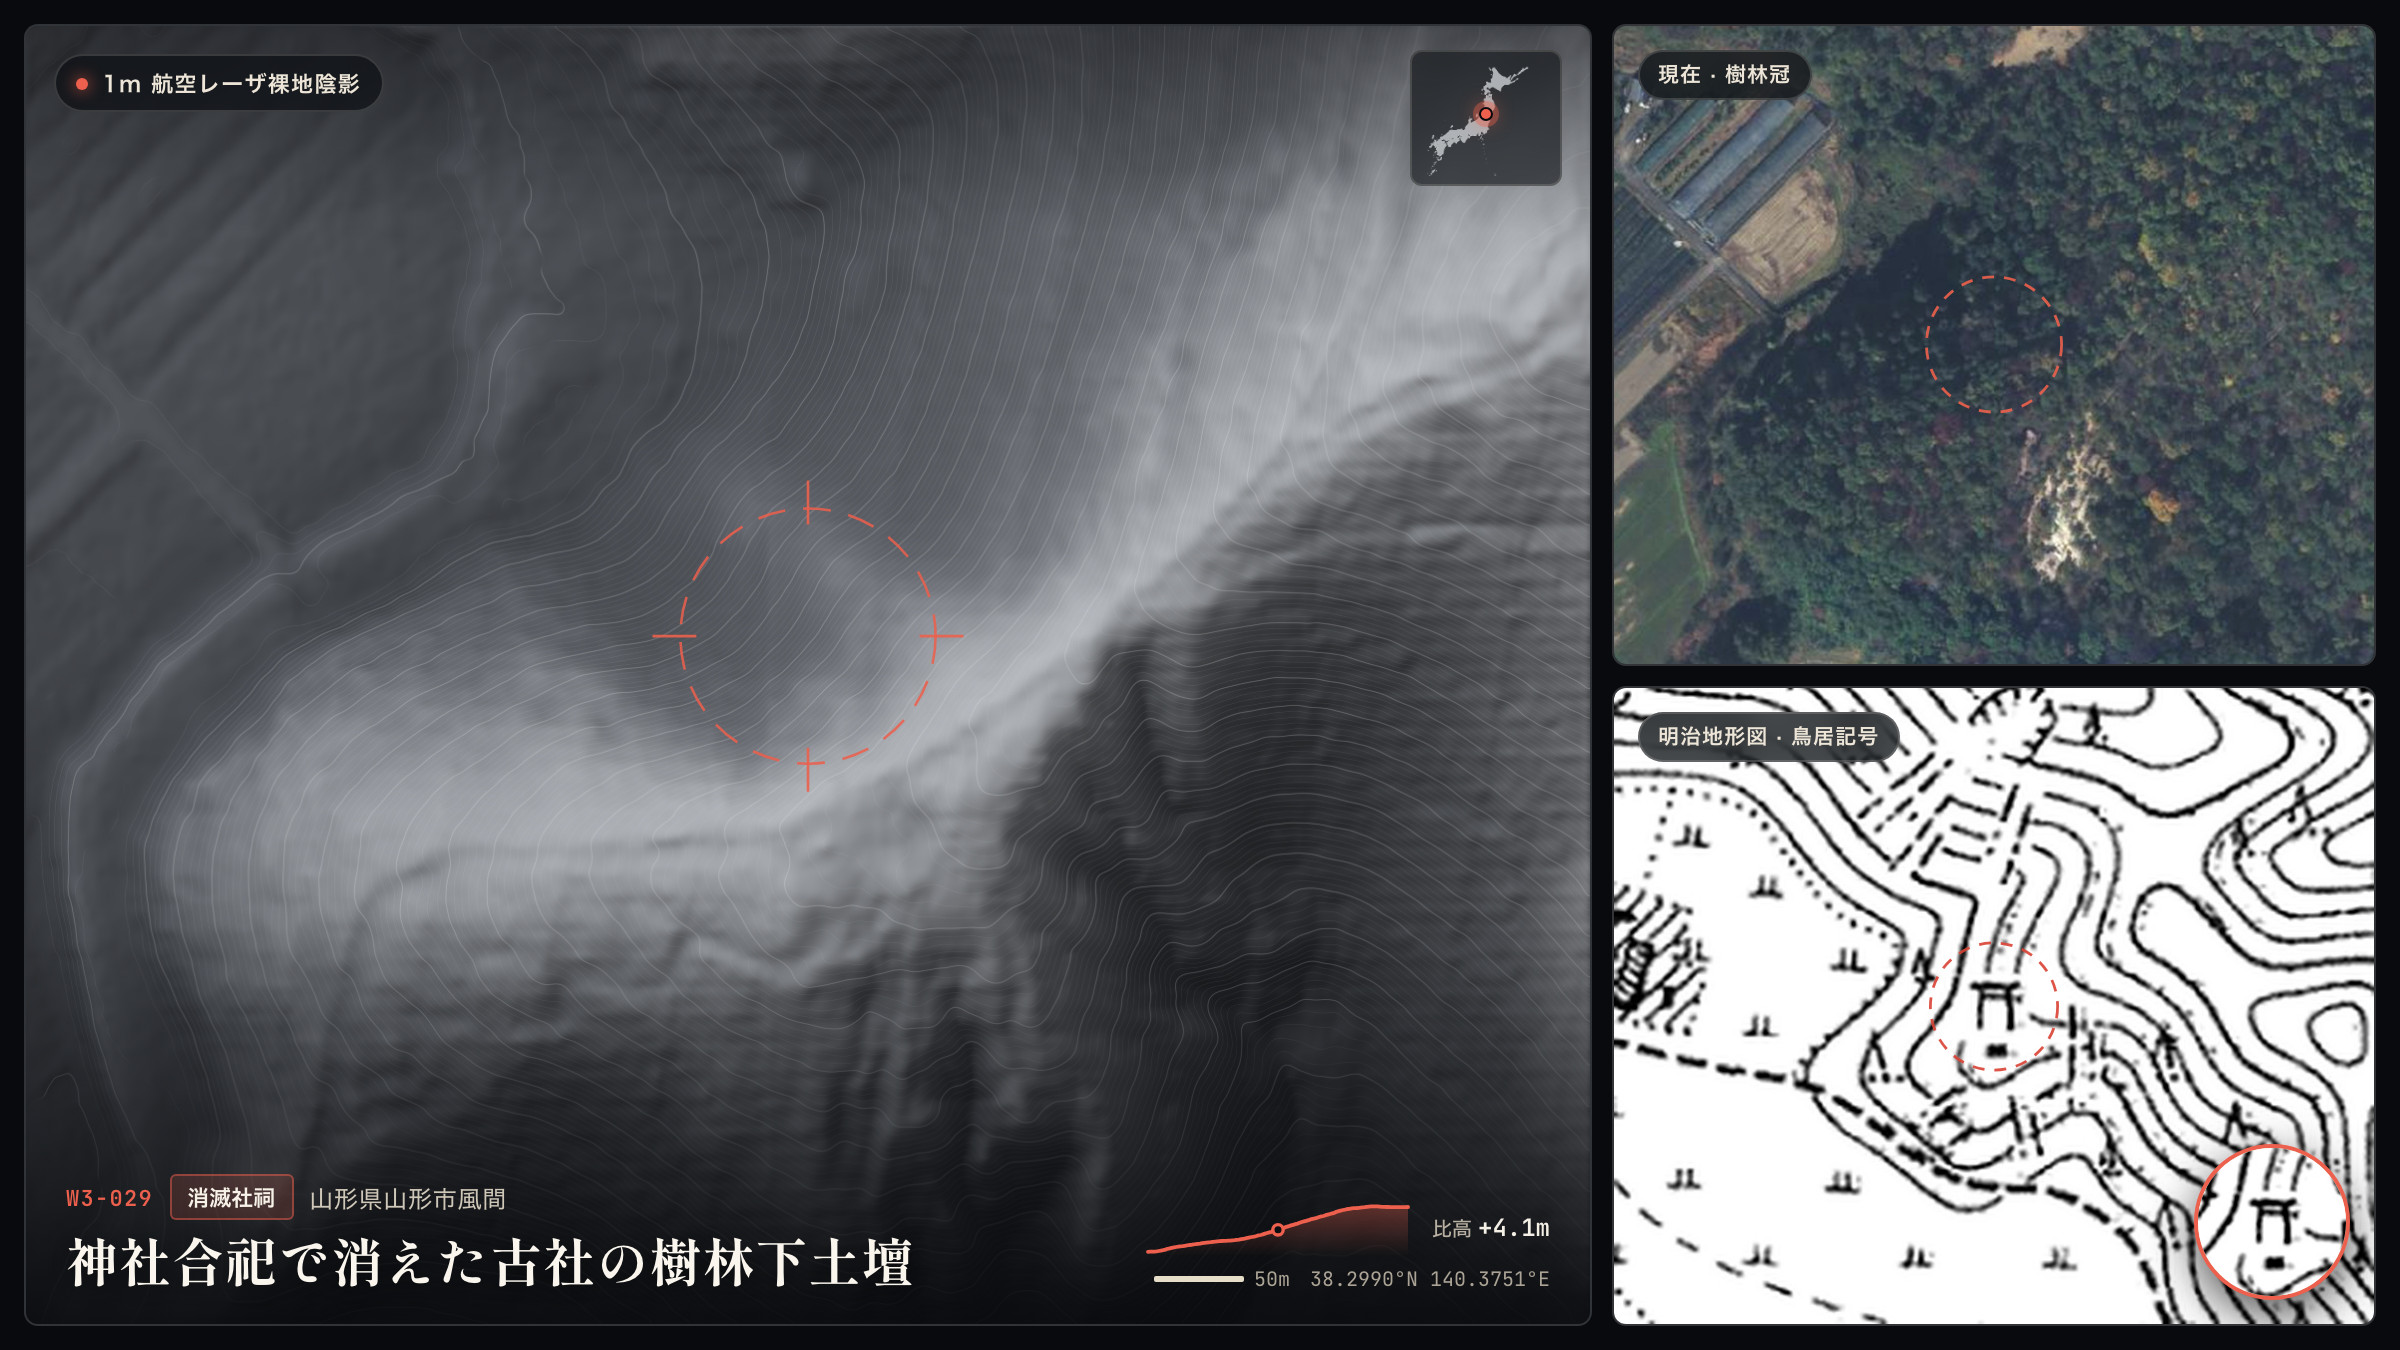 1m 航空レーザ裸地陰影
W3-029 消滅社祠 山形県山形市風間
神社合祀で消えた古社の樹林下土壇
比高 +4.1m
50m 38.2990°N 140.3751°E
現在 · 樹林冠
明治地形図 · 鳥居記号